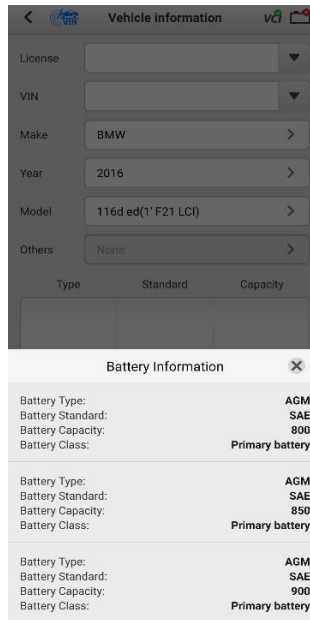 VIN Vehicle information vci
License
VIN
Make BMW
Year 2016
Model 116d ed(1' F21 LCI)
Others None
Type Standard Capacity
Battery Information
Battery Type: AGM
Battery Standard: SAE
Battery Capacity: 800
Battery Class: Primary battery
Battery Type: AGM
Battery Standard: SAE
Battery Capacity: 850
Battery Class: Primary battery
Battery Type: AGM
Battery Standard: SAE
Battery Capacity: 900
Battery Class: Primary battery